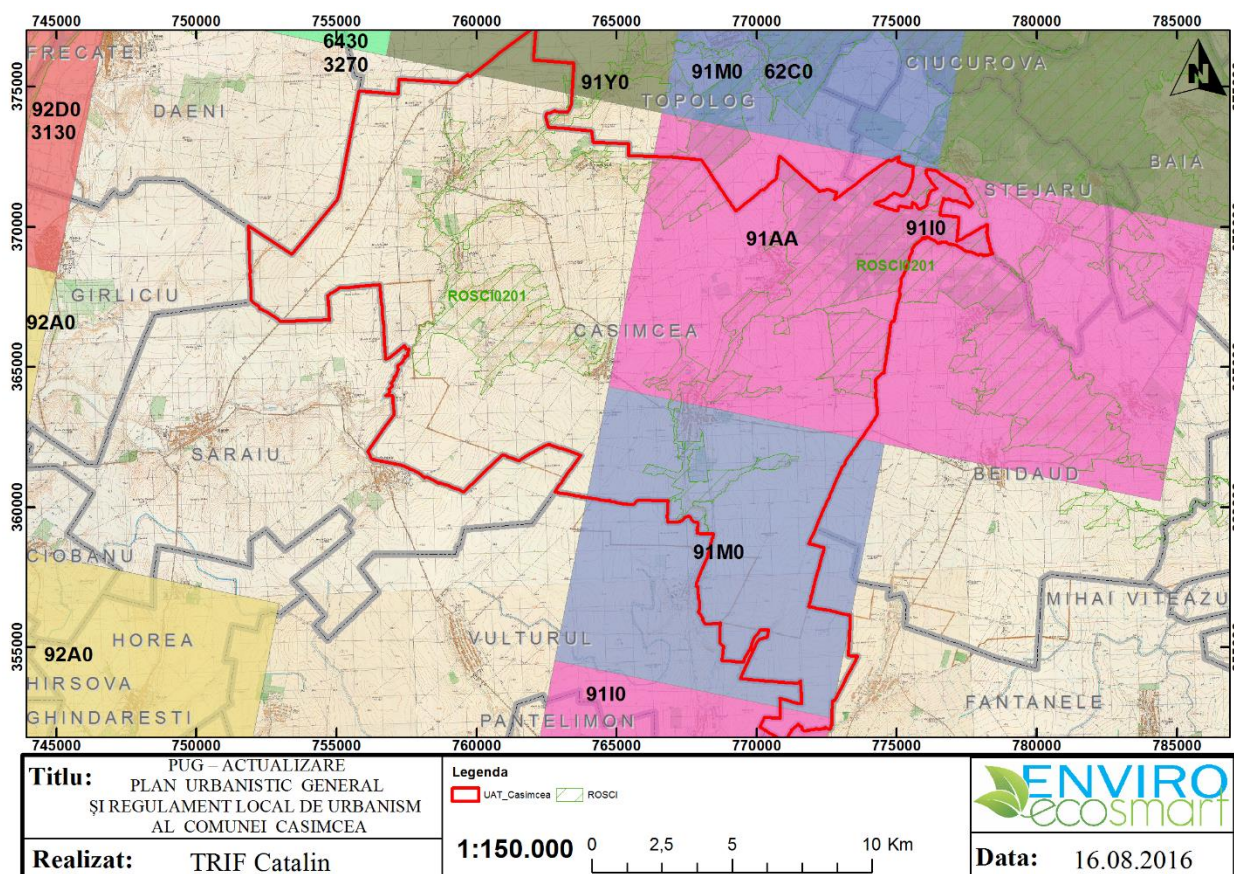 745000 750000 755000 760000 765000 770000 775000 780000 785000
FRECATEI
6430
3270
92D0
3130
DAENI
91Y0
91M0
62C0
CIUCUROVA
N
TOPOLOG
BAIA
STEJARU
375000
370000
365000
360000
355000
91AA
91I0
ROSCI0201
ROSCI0201
GIRLICIU
92A0
CASIMCEA
SARAIU
BEIDAUD
CIOBANU
91M0
MIHAI VITEAZU
HOREA
VULTURUL
92A0
HIRSOVA
91I0
FANTANELE
GHINDARESTI
PANTELIMON
745000 750000 755000 760000 765000 770000 775000 780000 785000
Titlu:
PUG – ACTUALIZARE
PLAN URBANISTIC GENERAL
ȘI REGULAMENT LOCAL DE URBANISM
AL COMUNEI CASIMCEA
Realizat: TRIF Catalin
Legenda
UAT_Casimcea ROSCI
1:150.000 0 2,5 5 10 Km
ENVIRO
ecosmart
Data: 16.08.2016